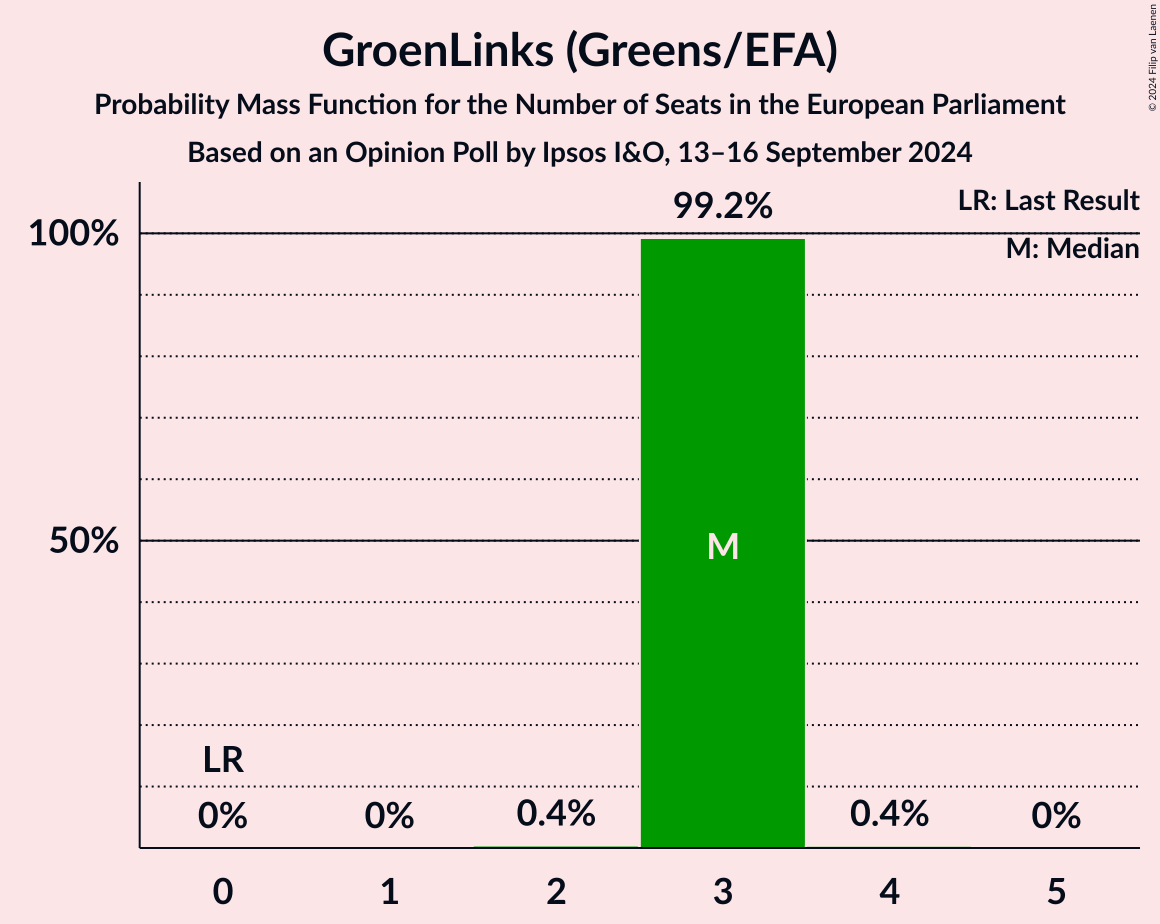 GroenLinks (Greens/EFA)
Probability Mass Function for the Number of Seats in the European Parliament
Based on an Opinion Poll by Ipsos I&O, 13–16 September 2024
© 2024 Filip van Laenen
LR: Last Result
M: Median
99.2%
100%
50%
M
LR
0%
0%
0.4%
0.4%
0%
0
1
2
3
4
5